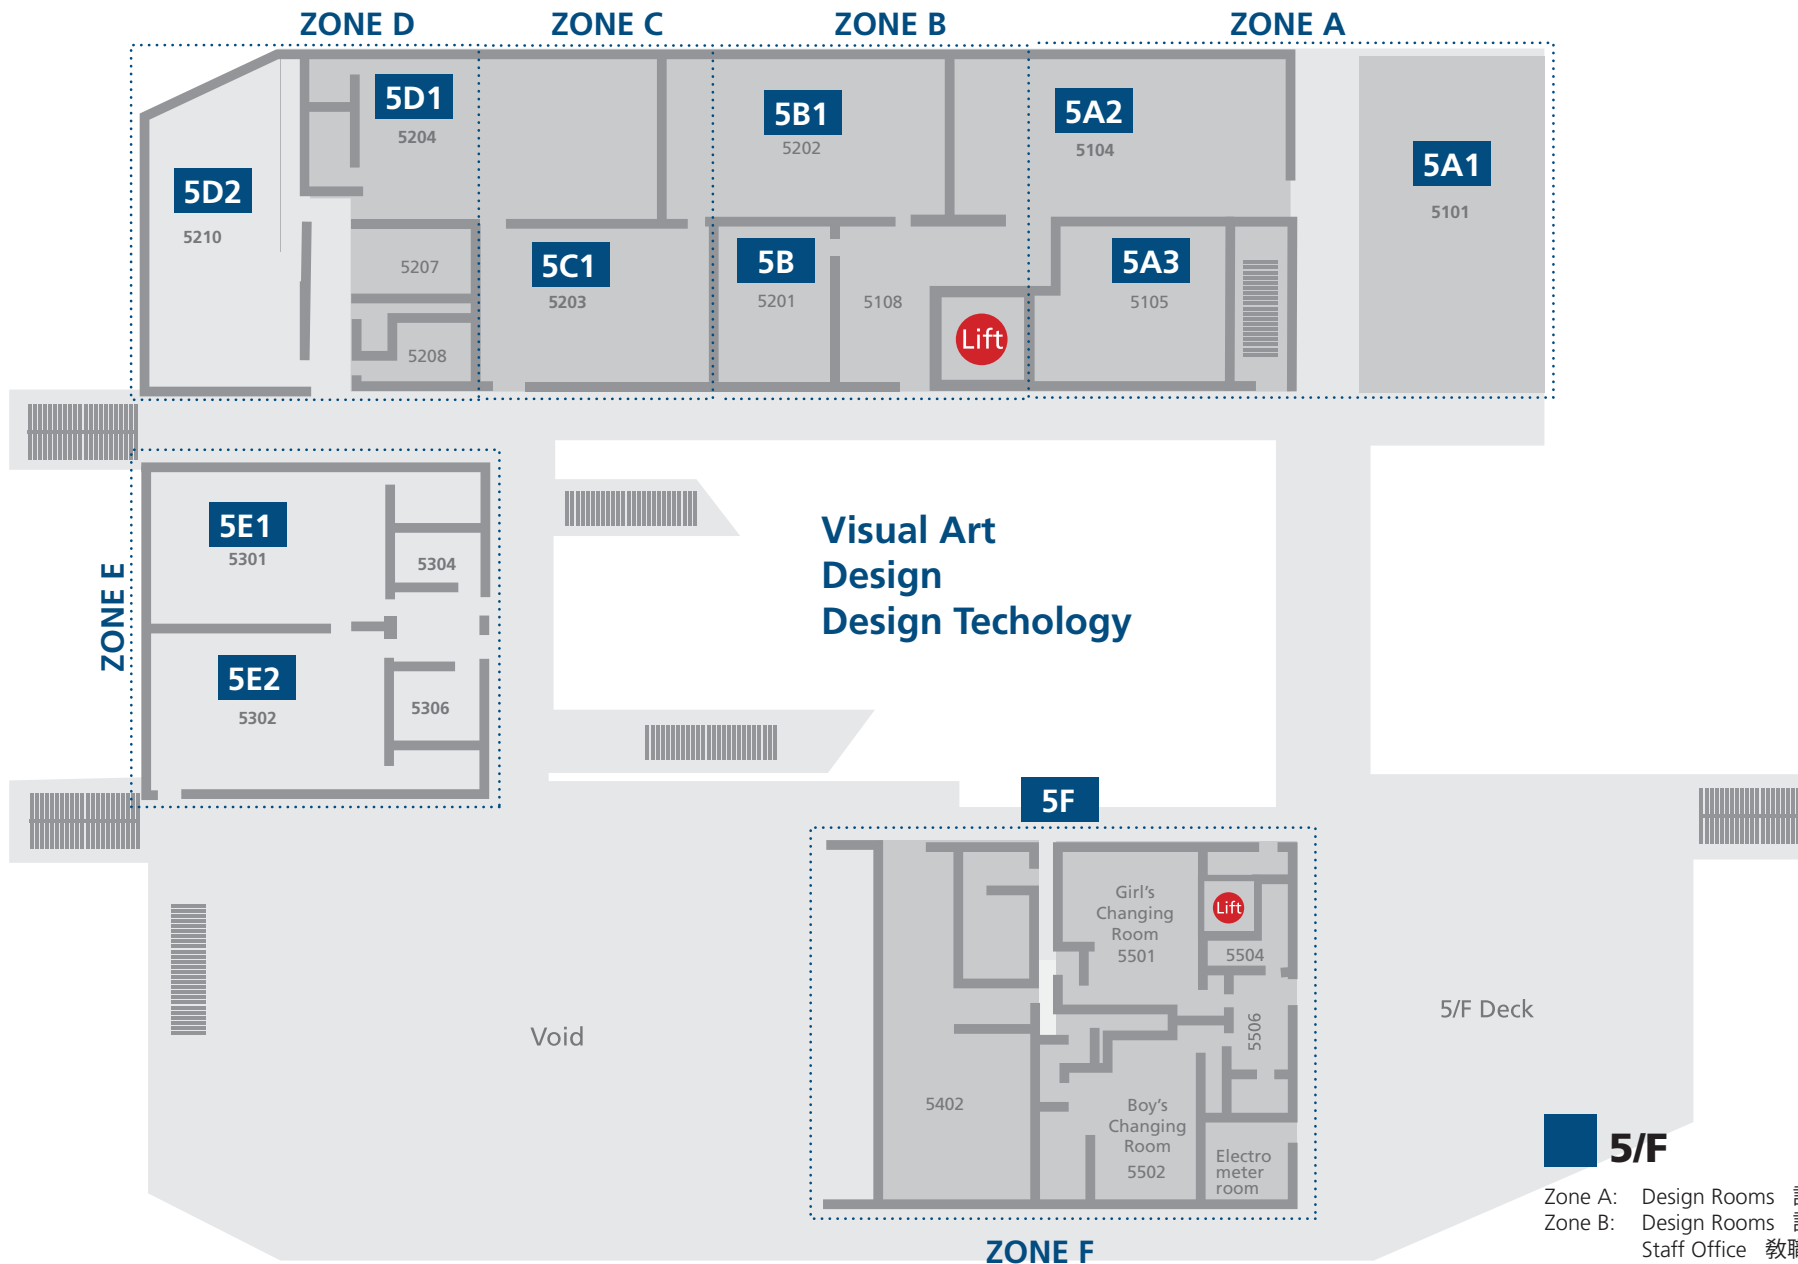 ZONE D
ZONE C
ZONE B
ZONE A
5D1
5204
5B1
5202
5A2
5104
5A1
5101
5D2
5210
5207
5C1
5203
5B
5201
5108
5A3
5105
5208
Lift
ZONE E
5E1
5301
5304
5E2
5302
5306
Visual Art
Design
Design Techology
5F
Girl's
Changing
Room
5501
Lift
5504
5506
Void
5/F Deck
5402
Boy's
Changing
Room
5502
Electro
meter
room
ZONE F
5/F
Zone A: Design Rooms
Zone B: Design Rooms
Staff Office 教